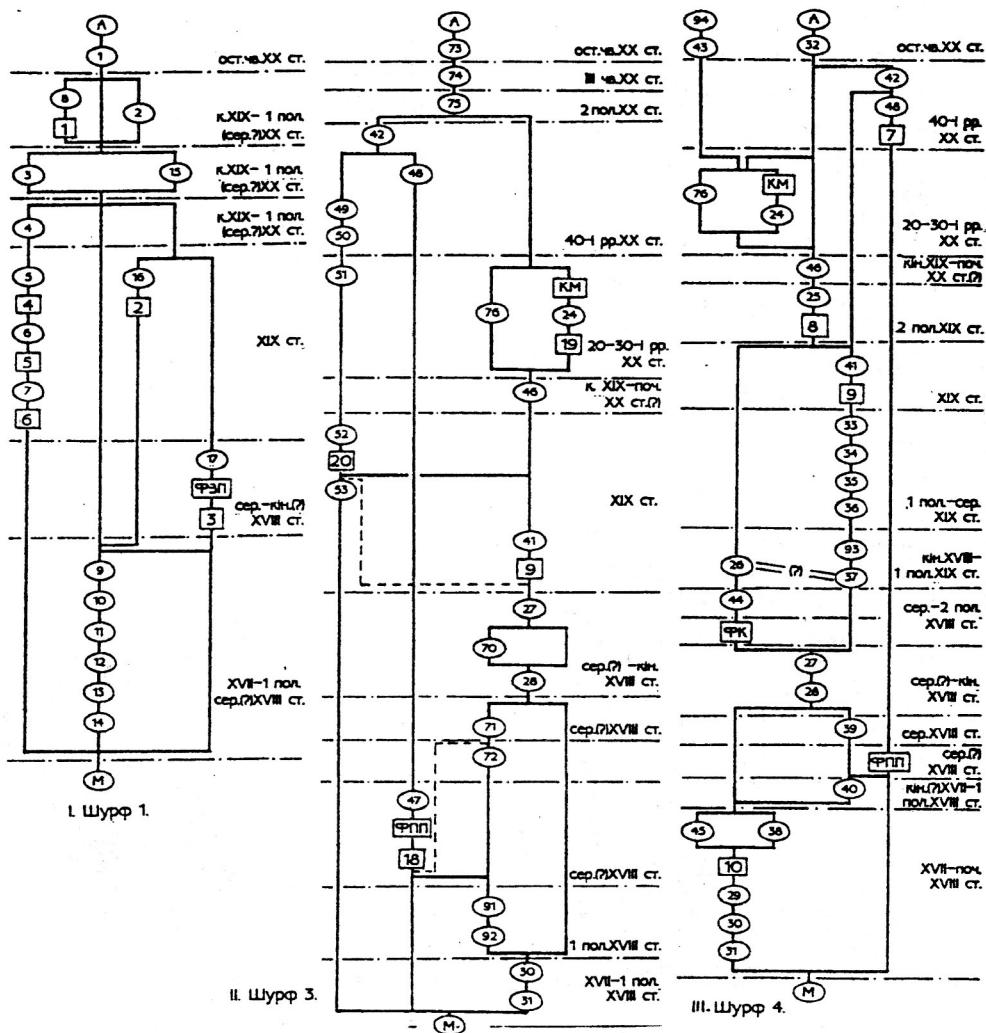 А
1
ост.чв.XX ст.
8
2
1
к.XIX- 1 пол.
(сер.?)XX ст.
3
15
к.XIX- 1 пол.
(сер.?)XX ст.
4
к.XIX- 1 пол.
(сер.?)XX ст.
5
16
4
2
6
XIX ст.
5
7
6
17
ФЗП
3
сер.-кін.(?)
XVIII ст.
9
10
11
12
13
14
XVII-1 пол.
сер.(?)XVIII ст.
М
I. Шурф 1.
А
73
ост.чв.XX ст.
74
III чв.XX ст.
75
2 пол.XX ст.
42
48
49
50
40-І рр.XX ст.
51
КМ
76
24
19
20-30-І рр.
XX ст.
46
к. XIX-поч.
XX ст.(?)
52
20
53
XIX ст.
41
9
27
70
28
сер.(?) -кін.
XVIII ст.
71
сер.(?)XVIII ст.
72
47
ФПП
18
сер.(?)XVIII ст.
91
92
1 пол.XVIII ст.
30
31
XVII-1 пол.
XVIII ст.
М
II. Шурф 3.
94
А
43
32
ост.чв.XX ст.
42
48
7
40-І рр.
XX ст.
76
КМ
24
20-30-І рр.
XX ст.
46
кін.XIX-поч.
XX ст.(?)
25
8
2 пол.XIX ст.
41
9
XIX ст.
33
34
35
36
1 пол.-сер.
XIX ст.
93
26
(?)
37
кін.XVIII-
1 пол.XIX ст.
44
сер.-2 пол.
XVIII ст.
ФК
27
28
сер.(?)-кін.
XVIII ст.
39
сер.XVIII ст.
ФПП
сер.(?)
XVIII ст.
40
кін.(?)XVII-1
пол.XVIII ст.
45
38
10
29
30
31
XVII-поч.
XVIII ст.
М
III. Шурф 4.